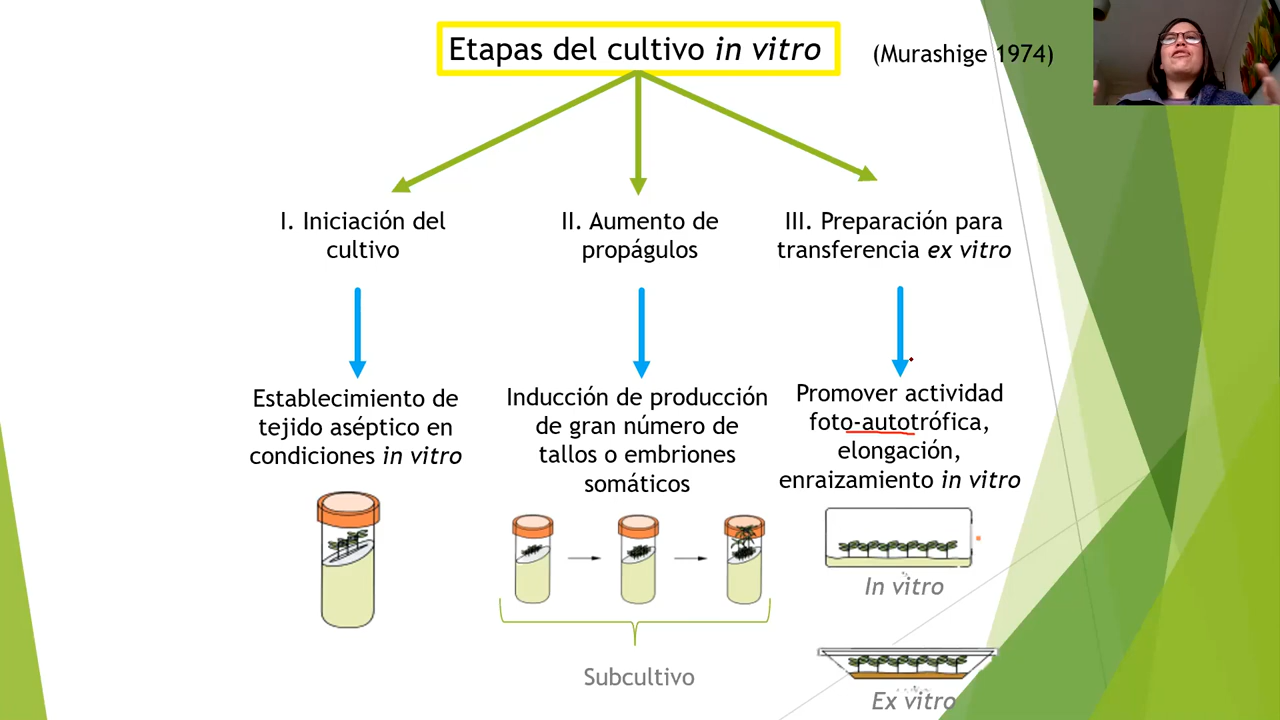 Etapas del cultivo in vitro
(Murashige 1974)
I. Iniciación del
cultivo
II. Aumento de
propágulos
III. Preparación para
transferencia ex vitro
Establecimiento de
tejido aséptico en
condiciones in vitro
Inducción de producción
de gran número de
tallos o embriones
somáticos
Promover actividad
foto-autotrófica,
elongación,
enraizamiento in vitro
Subcultivo
In vitro
Ex vitro